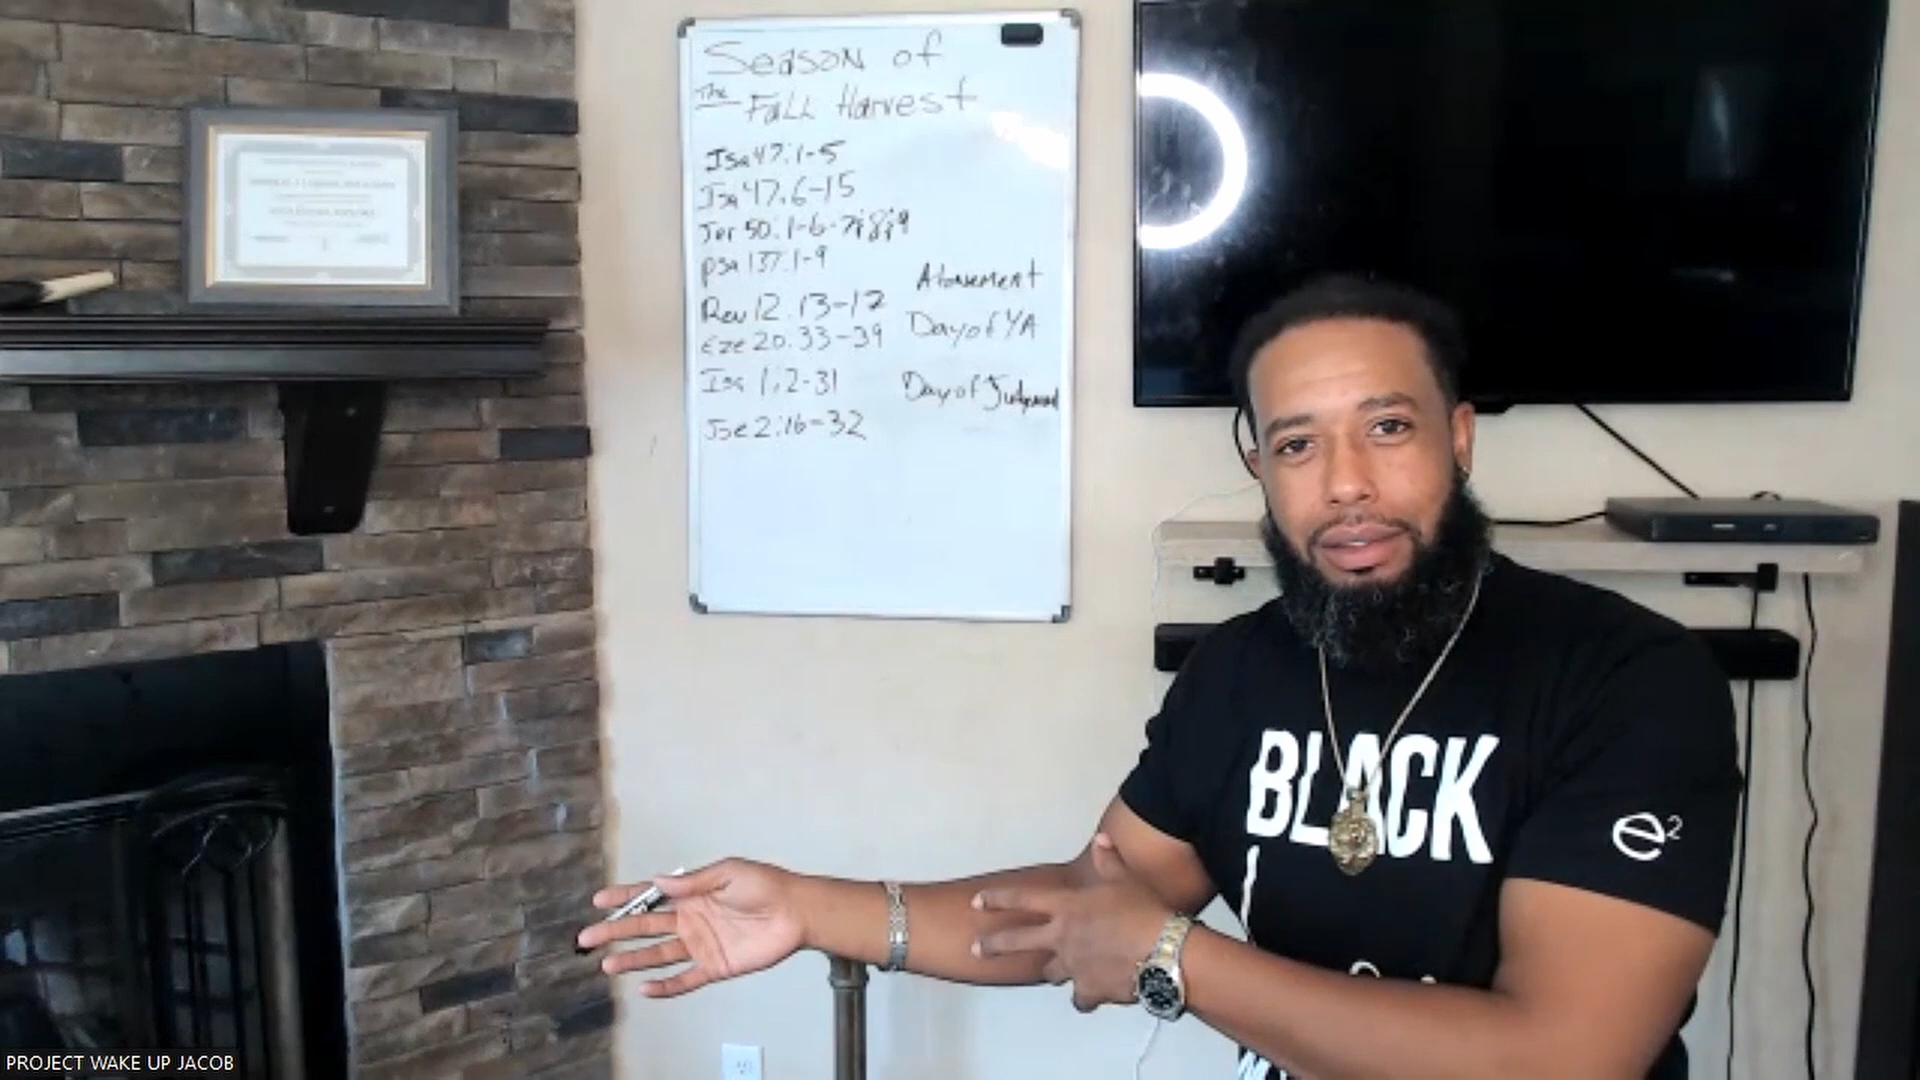 Season of
The Fall Harvest
Isa 47:1-5
Isa 47.6-15
Jer 50:1-6-7;8;9
psa 137:1-9
Rev 12.13-17
Eze 20.33-39
Isa 1:2-31
Joe 2:16-32
Atonement
Day of YA
Day of Judgment
BLACK
e²
PROJECT WAKE UP JACOB